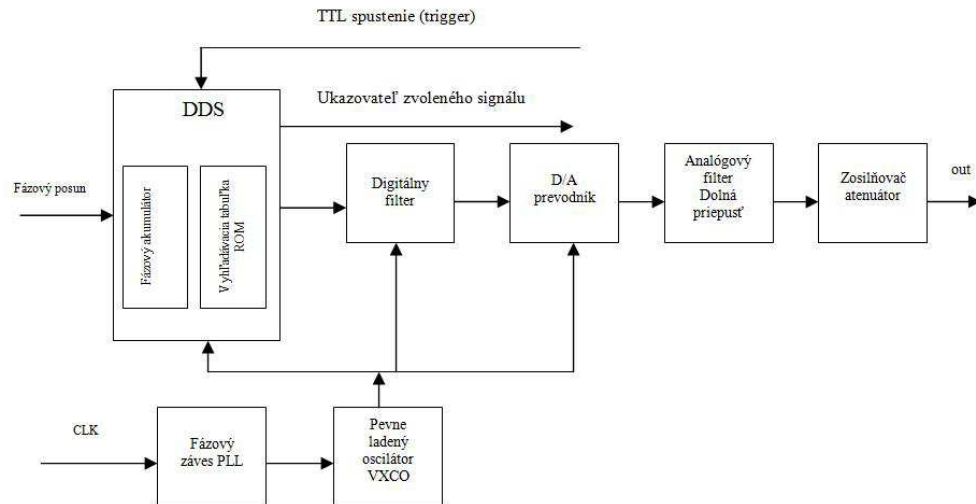 TTL spustenie (trigger)
Ukazovateľ zvoleného signálu
DDS
Fázový posun
Fázový akumulátor
Vyhľadávacia tabuľka
ROM
Digitálny
filter
D/A
prevodník
Analógový
filter
Dolná
priepusť
Zosilňovač
atenuátor
out
CLK
Fázový
záves PLL
Pevne
ladený
oscilátor
VXCO